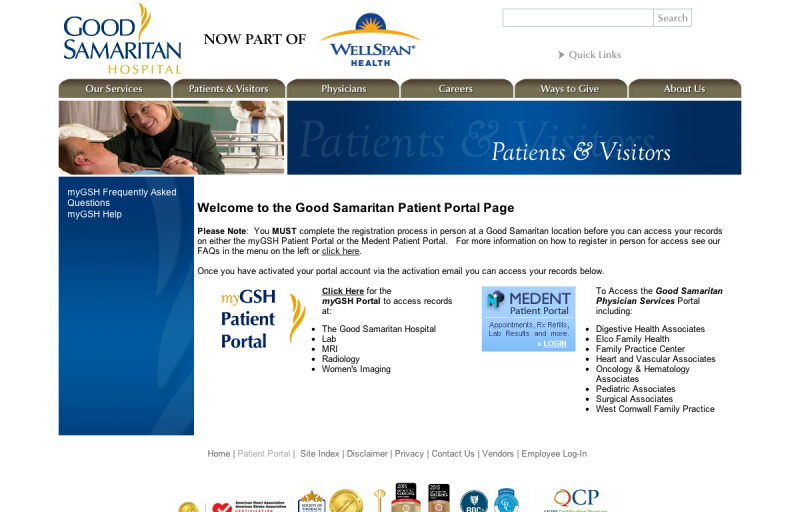 GOOD
SAMARITAN
HOSPITAL
NOW PART OF
WELLSPAN®
HEALTH
Search
Quick Links
Our Services
Patients & Visitors
Physicians
Careers
Ways to Give
About Us
Patients & Visitors
Patients & Visitors
myGSH Frequently Asked
Questions
myGSH Help
Welcome to the Good Samaritan Patient Portal Page
Please Note: You MUST complete the registration process in person at a Good Samaritan location before you can access your records
on either the myGSH Patient Portal or the Medent Patient Portal. For more information on how to register in person for access see our
FAQs in the menu on the left or click here.
Once you have activated your portal account via the activation email you can access your records below.
myGSH
Patient
Portal
Click Here for the
myGSH Portal to access records
at:
The Good Samaritan Hospital
Lab
MRI
Radiology
Women's Imaging
MEDENT
Patient Portal
Appointments, Rx Refills,
Lab Results and more.
» LOGIN
To Access the Good Samaritan
Physician Services Portal
including:
Digestive Health Associates
Elco Family Health
Family Practice Center
Heart and Vascular Associates
Oncology & Hematology
Associates
Pediatric Associates
Surgical Associates
West Cornwall Family Practice
Home | Patient Portal | Site Index | Disclaimer | Privacy | Contact Us | Vendors | Employee Log-In
American Heart Association
American Stroke Association
CERTIFICATION
2015
2015
QCP